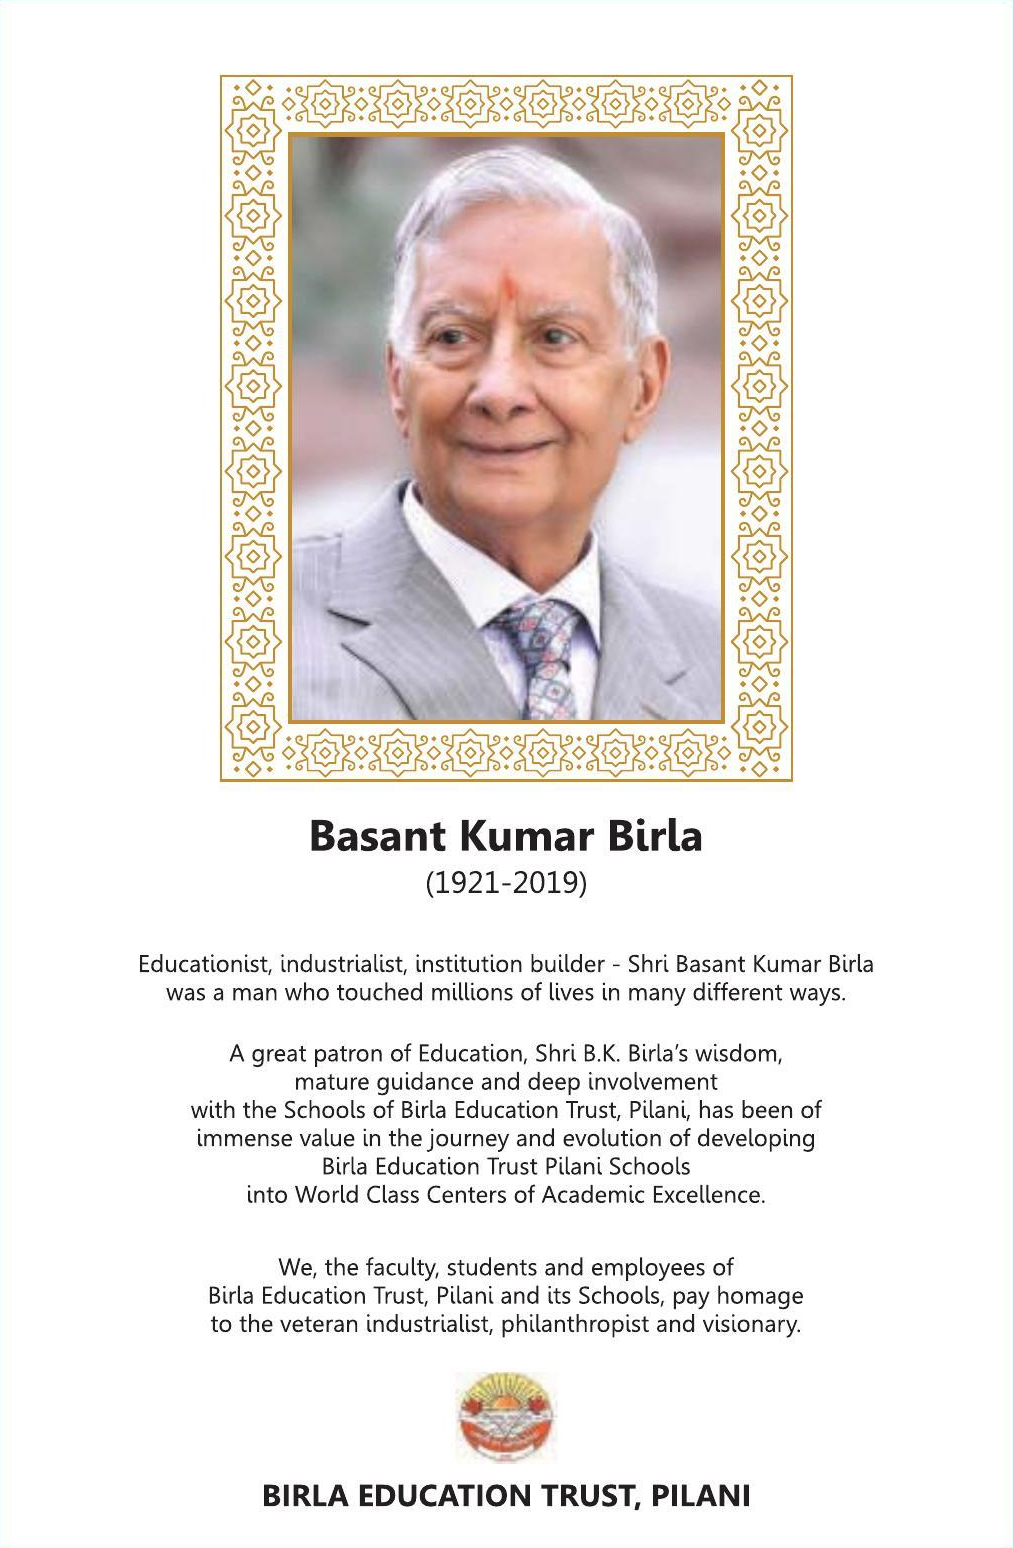 Basant Kumar Birla
(1921-2019)
Educationist, industrialist, institution builder - Shri Basant Kumar Birla
was a man who touched millions of lives in many different ways.
A great patron of Education, Shri B.K. Birla's wisdom,
mature guidance and deep involvement
with the Schools of Birla Education Trust, Pilani, has been of
immense value in the journey and evolution of developing
Birla Education Trust Pilani Schools
into World Class Centers of Academic Excellence.
We, the faculty, students and employees of
Birla Education Trust, Pilani and its Schools, pay homage
to the veteran industrialist, philanthropist and visionary.
BIRLA EDUCATION TRUST, PILANI